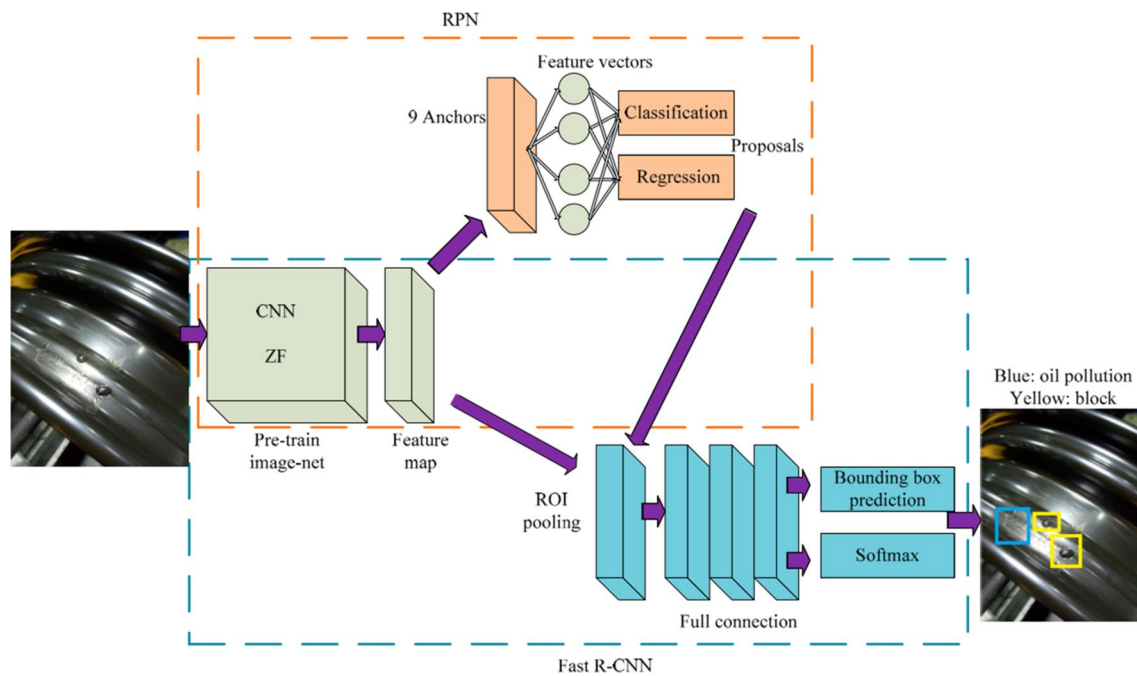 RPN
Feature vectors
9 Anchors
Classification
Proposals
Regression
CNN
ZF
Pre-train
image-net
Feature
map
ROI
pooling
Full connection
Bounding box
prediction
Softmax
Blue: oil pollution
Yellow: block
Fast R-CNN